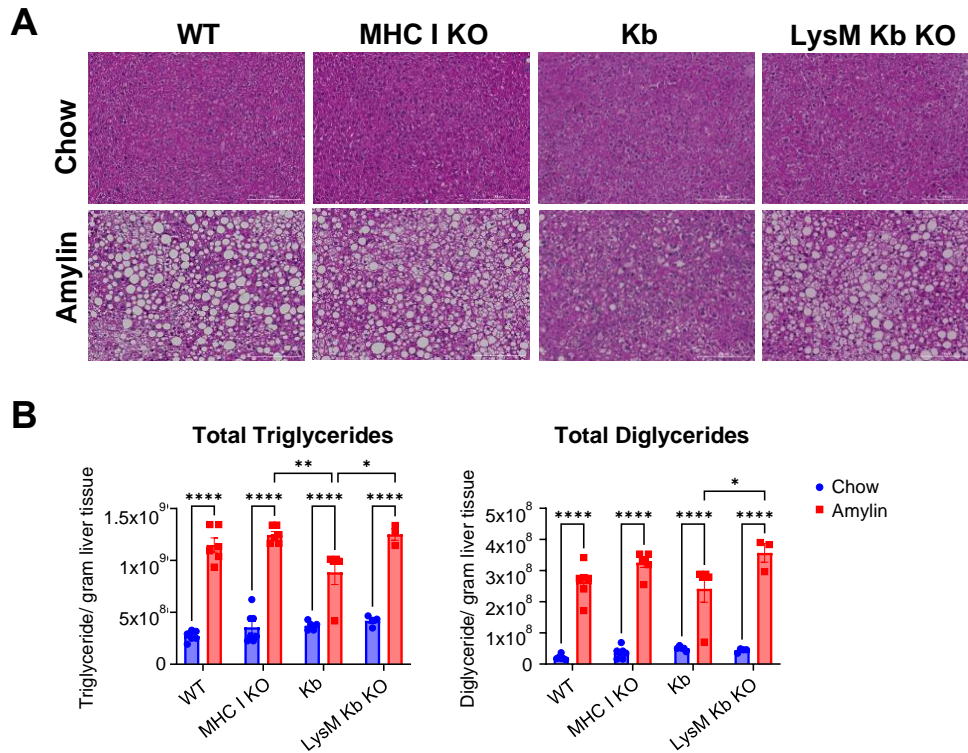 A
WT MHC I KO Kb LysM Kb KO
Chow
Amylin
B
Total Triglycerides
Triglyceride/ gram liver tissue
** *
**** **** **** ****
1.5x10⁹
1x10⁹
5x10⁸
0
WT MHC I KO Kb LysM Kb KO
Total Diglycerides
Diglyceride/ gram liver tissue
*
**** **** **** ****
5x10⁸
4x10⁸
3x10⁸
2x10⁸
1x10⁸
0
WT MHC I KO Kb LysM Kb KO
Chow
Amylin